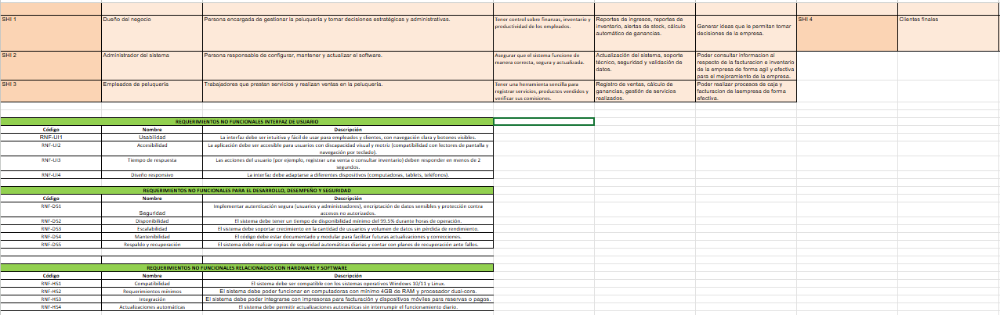 SHI 1
Dueño del negocio
Persona encargada de gestionar la peluquería y tomar decisiones estratégicas y administrativas.
Tener control sobre finanzas, inventario y
productividad de los empleados.
Reportes de ingresos, reportes de
inventario, alertas de stock, cálculo
automático de ganancias.
Generar ideas que le permitan tomar
decisiones de la empresa.
SHI 4
Clientes finales
SHI 2
Administrador del sistema
Persona responsable de configurar, mantener y actualizar el software.
Asegurar que el sistema funcione de
manera correcta, segura y actualizada.
Actualización del sistema, soporte
técnico, seguridad y validación de
datos.
Poder consultar informacion al
respecto de la facturacion e inventario
de la empresa de forma agil y efectiva
para el mejoramiento de la empresa.
SHI 3
Empleados de peluquería
Trabajadores que prestan servicios y realizan ventas en la peluquería.
Tener una herramienta sencilla para
registrar servicios, productos vendidos y
verificar sus comisiones.
Registro de ventas, cálculo de
ganancias, gestión de servicios
realizados.
Poder realizar procesos de caja y
facturacion de laempresa de forma
efectiva.
REQUERIMIENTOS NO FUNCIONALES INTERFAZ DE USUARIO
Código Nombre Descripción
RNF-UI1 Usabilidad La interfaz debe ser intuitiva y fácil de usar para empleados y clientes, con navegación clara y botones visibles.
RNF-UI2 Accesibilidad La aplicación debe ser accesible para usuarios con discapacidad visual y motriz (compatibilidad con lectores de pantalla y
navegación por teclado).
RNF-UI3 Tiempo de respuesta Las acciones del usuario (por ejemplo, registrar una venta o consultar inventario) deben responder en menos de 2
segundos.
RNF-UI4 Diseño responsivo La interfaz debe adaptarse a diferentes dispositivos (computadoras, tablets, teléfonos).
REQUERIMIENTOS NO FUNCIONALES PARA EL DESARROLLO, DESEMPEÑO Y SEGURIDAD
Código Nombre Descripción
RNF-DS1 Seguridad Implementar autenticación segura (usuarios y administradores), encriptación de datos sensibles y protección contra
accesos no autorizados.
RNF-DS2 Disponibilidad El sistema debe tener un tiempo de disponibilidad mínimo del 99.5% durante horas de operación.
RNF-DS3 Escalabilidad El sistema debe soportar crecimiento en la cantidad de usuarios y volumen de datos sin pérdida de rendimiento.
RNF-DS4 Mantenibilidad El código debe estar documentado y modular para facilitar futuras actualizaciones y correcciones.
RNF-DS5 Respaldo y recuperación El sistema debe realizar copias de seguridad automáticas diarias y contar con planes de recuperación ante fallos.
REQUERIMIENTOS NO FUNCIONALES RELACIONADOS CON HARDWARE Y SOFTWARE
Código Nombre Descripción
RNF-HS1 Compatibilidad El sistema debe ser compatible con los sistemas operativos Windows 10/11 y Linux.
RNF-HS2 Requerimientos mínimos El sistema debe poder funcionar en computadoras con mínimo 4GB de RAM y procesador dual-core.
RNF-HS3 Integración El sistema debe poder integrarse con impresoras para facturación y dispositivos móviles para reservas o pagos.
RNF-HS4 Actualizaciones automáticas El sistema debe permitir actualizaciones automáticas sin interrumpir el funcionamiento diario.